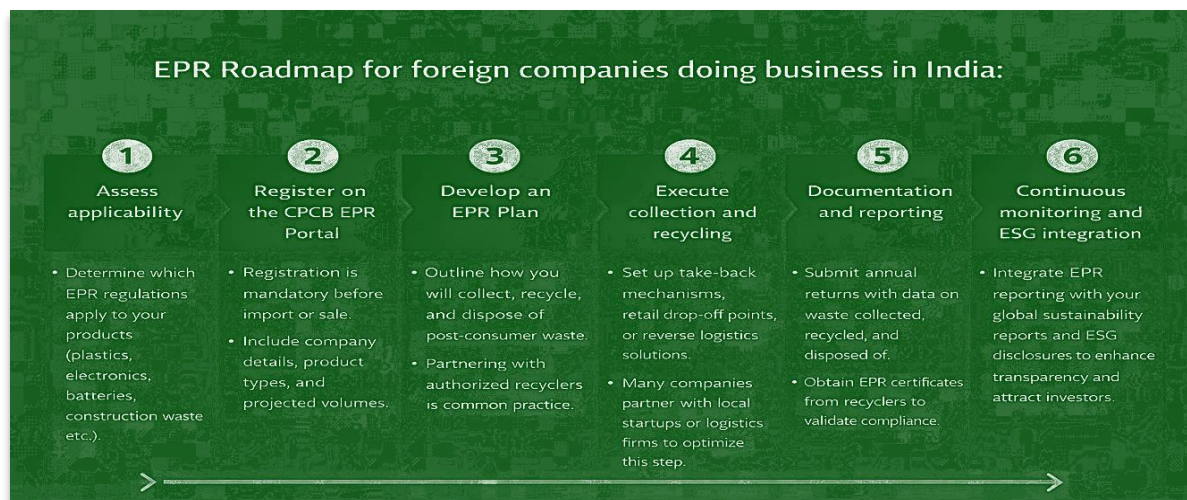 EPR Roadmap for foreign companies doing business in India:
1
Assess
applicability
• Determine which
EPR regulations
apply to your
products
(plastics,
electronics,
batteries,
construction waste
etc.).
2
Register on
the CPCB EPR
Portal
• Registration is
mandatory before
import or sale.
• Include company
details, product
types, and
projected volumes.
3
Develop an
EPR Plan
• Outline how you
will collect, recycle,
and dispose of
post-consumer waste.
• Partnering with
authorized recyclers
is common practice.
4
Execute
collection and
recycling
• Set up take-back
mechanisms,
retail drop-off points,
or reverse logistics
solutions.
• Many companies
partner with local
startups or logistics
firms to optimize
this step.
5
Documentation
and reporting
• Submit annual
returns with data on
waste collected,
recycled, and
disposed of.
• Obtain EPR certificates
from recyclers to
validate compliance.
6
Continuous
monitoring and
ESG integration
• Integrate EPR
reporting with your
global sustainability
reports and ESG
disclosures to enhance
transparency and
attract investors.